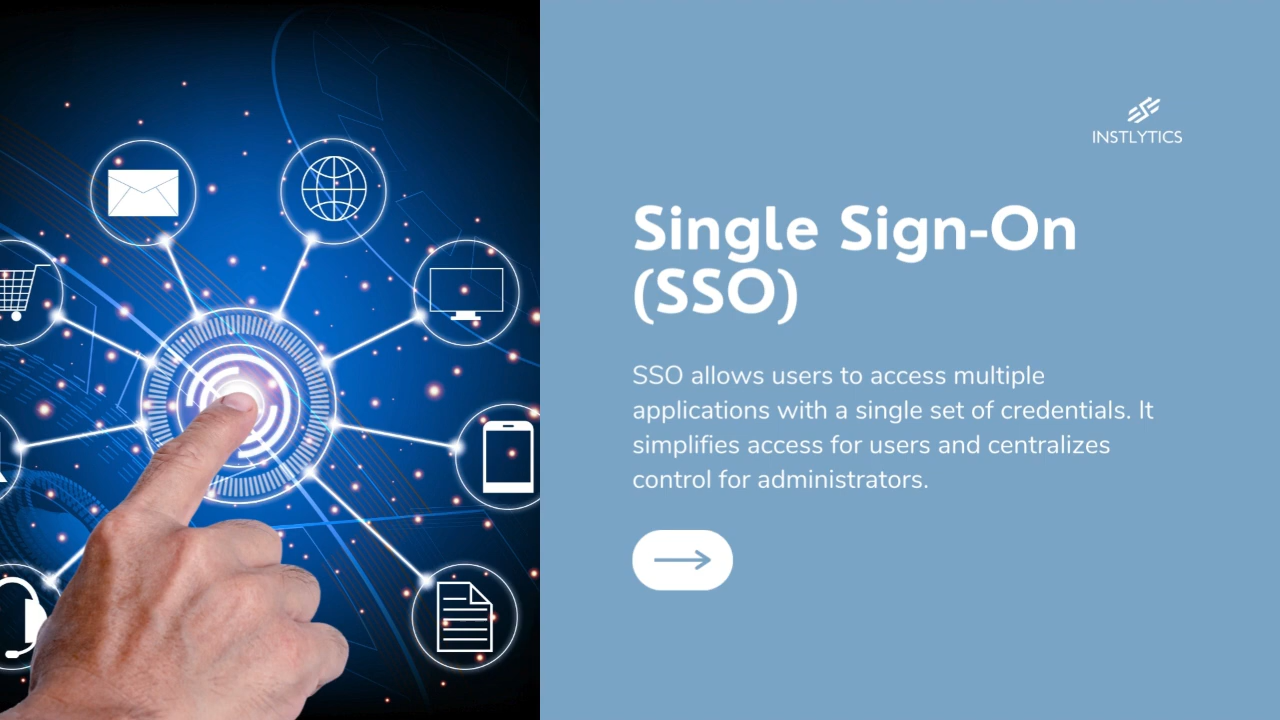 INSTLYTICS
Single Sign-On
(SSO)
SSO allows users to access multiple
applications with a single set of credentials. It
simplifies access for users and centralizes
control for administrators.